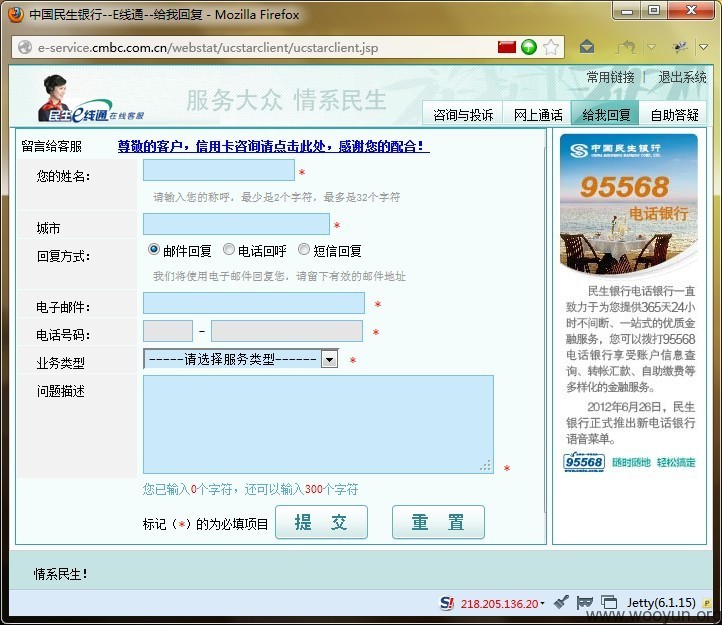 中国民生银行--E线通--给我回复 - Mozilla Firefox
e-service.cmbc.com.cn/webstat/ucstarclient/ucstarclient.jsp
常用链接 | 退出系统
民生e线通 在线客服
服务大众 情系民生
咨询与投诉 网上通话 给我回复 自助答疑
留言给客服 尊敬的客户，信用卡咨询请点击此处，感谢您的配合！
您的姓名： *
请输入您的称呼，最少是2个字符，最多是32个字符
城市 *
回复方式： 邮件回复 电话回呼 短信回复
我们将使用电子邮件回复您，请留下有效的邮件地址
电子邮件： *
电话号码： - *
业务类型 -----请选择服务类型------ *
问题描述
*
您已输入0个字符，还可以输入300个字符
标记（*）的为必填项目 提 交 重 置
中国民生银行
CHINA MINSHENG BANKING CORP., LTD.
95568
电话银行
民生银行电话银行一直
致力于为您提供365天24小
时不间断、一站式的优质金
融服务，您可以拨打95568
电话银行享受账户信息查
询、转帐汇款、自助缴费等
多样化的金融服务。
2012年6月26日，民生
银行正式推出新电话银行
语音菜单。
95568 随时随地 轻松搞定
情系民生！
218.205.136.20 Jetty(6.1.15)
www.wooyun.org